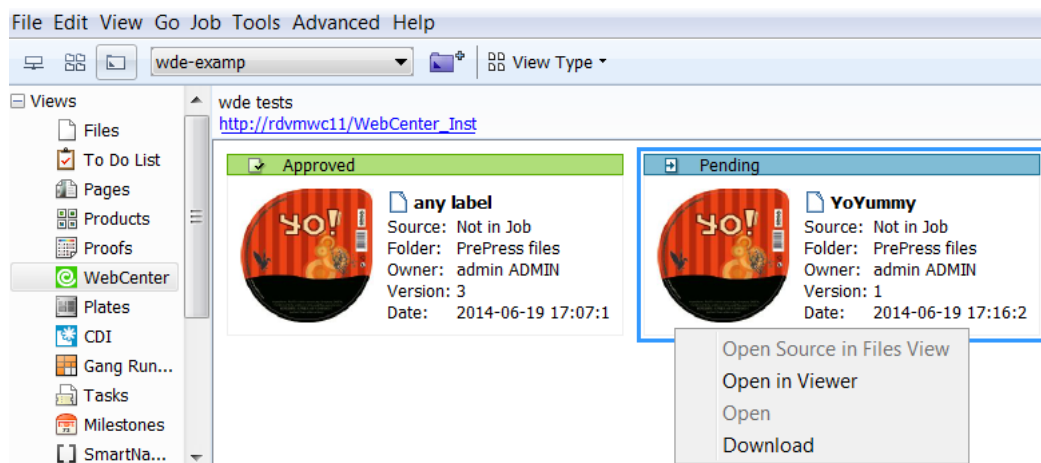 File Edit View Go Job Tools Advanced Help
wde-examp View Type
Views
Files
To Do List
Pages
Products
Proofs
WebCenter
Plates
CDI
Gang Run...
Tasks
Milestones
SmartNa...
wde tests
http://rdvmwc11/WebCenter_Inst
Approved
YO!
any label
Source: Not in Job
Folder: PrePress files
Owner: admin ADMIN
Version: 3
Date: 2014-06-19 17:07:1
Pending
YO!
YoYummy
Source: Not in Job
Folder: PrePress files
Owner: admin ADMIN
Version: 1
Date: 2014-06-19 17:16:2
Open Source in Files View
Open in Viewer
Open
Download